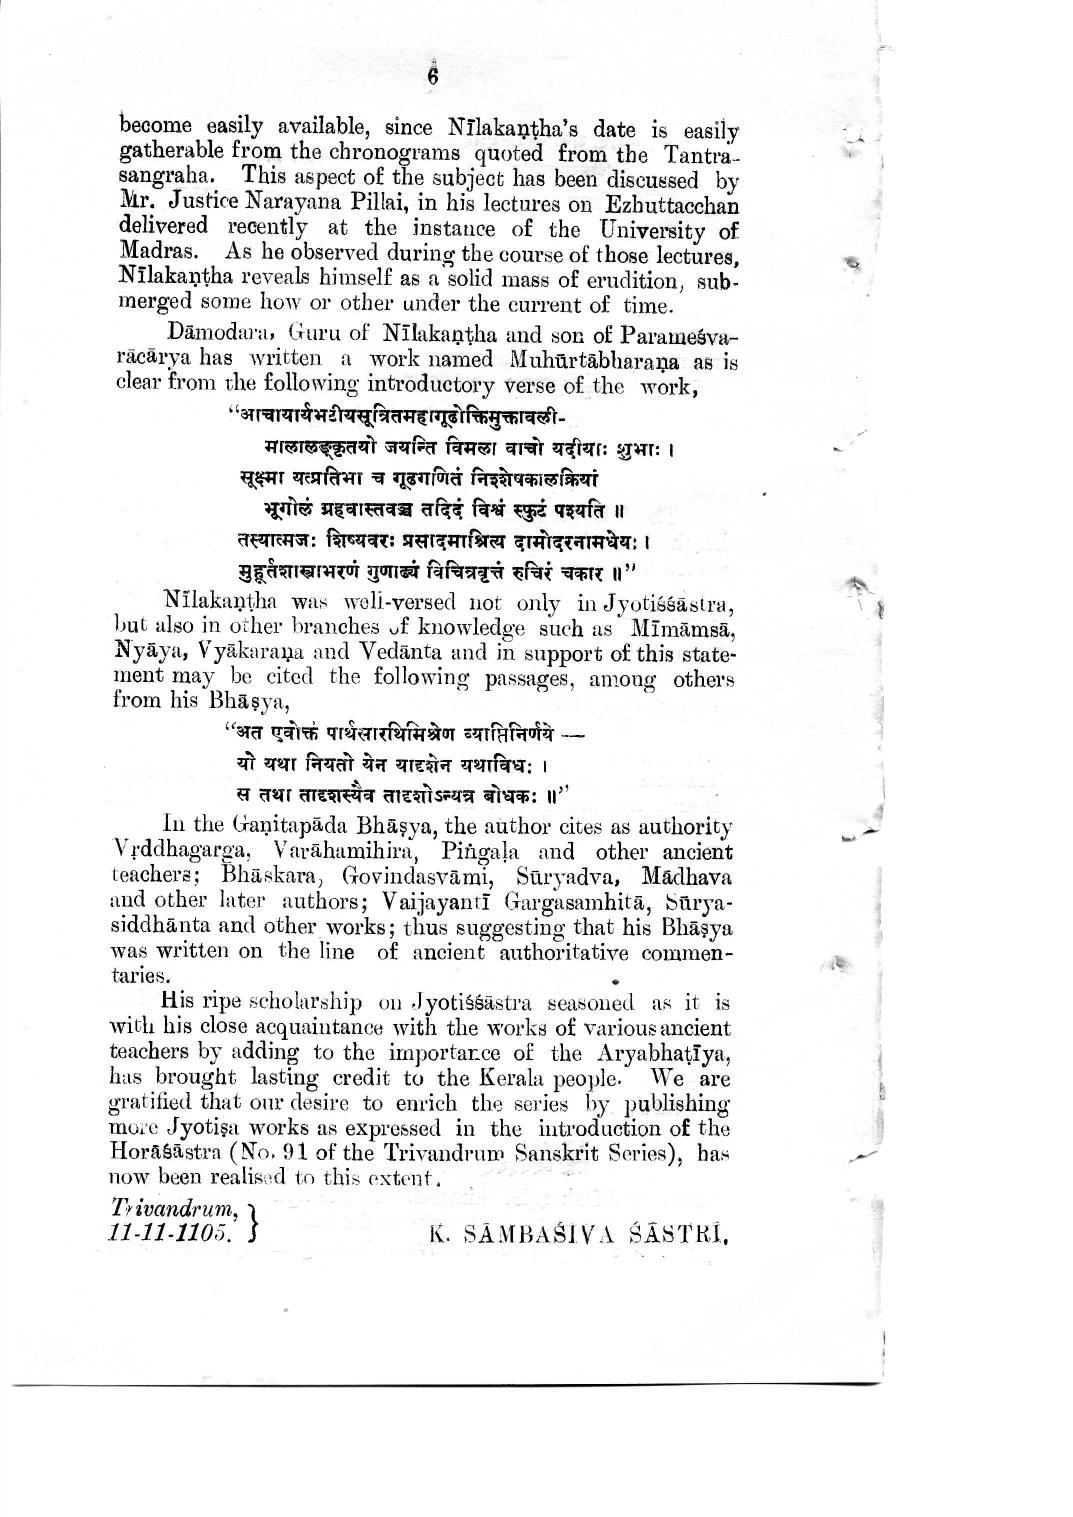 6
become easily available, since Nīlakaṇṭha's date is easily
gatherable from the chronograms quoted from the Tantra-
sangraha. This aspect of the subject has been discussed by
Mr. Justice Narayana Pillai, in his lectures on Ezhuttacchan
delivered recently at the instance of the University of
Madras. As he observed during the course of those lectures,
Nīlakaṇṭha reveals himself as a solid mass of erudition, sub-
merged some how or other under the current of time.
Dāmodara, Guru of Nīlakaṇṭha and son of Parameśva-
rācārya has written a work named Muhūrtābharaṇa as is
clear from the following introductory verse of the work,
“आचार्यार्यभटीयसूत्रितमहागूढोक्तिमुक्तावली-
मालालङ्कृतयो जयन्ति विमला वाचो यदीयाः शुभाः ।
सूक्ष्मा यत्प्रतिभा च गूढगणितं निश्शेषकालक्रियां
भूगोलं ग्रहवास्तवञ्च तदिदं विश्वं स्फुटं पश्यति ॥
तस्यात्मजः शिष्यवरः प्रसादमाश्रित्य दामोदरनामधेयः ।
मुहूर्तशास्त्राभरणं गुणाढ्यं विचित्रवृत्तं रुचिरं चकार ॥”
Nīlakaṇṭha was well-versed not only in Jyotiśśāstra,
but also in other branches of knowledge such as Mīmāmsā,
Nyāya, Vyākaraṇa and Vedānta and in support of this state-
ment may be cited the following passages, among others
from his Bhāṣya,
“अत एवोक्तं पार्थसारथिमिश्रेण व्याप्तिनिर्णये —
यो यथा नियतो येन यादृशेन यथाविधः ।
स तथा तादृशस्यैव तादृशोऽन्यत्र बोधकः ॥”
In the Gaṇitapāda Bhāṣya, the author cites as authority
Vṛddhagarga, Varāhamihira, Piṅgaḷa and other ancient
teachers; Bhāskara, Govindasvāmi, Sūryadva, Mādhava
and other later authors; Vaijayantī Gargasamhitā, Sūrya-
siddhānta and other works; thus suggesting that his Bhāṣya
was written on the line of ancient authoritative commen-
taries.
His ripe scholarship on Jyotiśśāstra seasoned as it is
with his close acquaintance with the works of various ancient
teachers by adding to the importance of the Aryabhaṭīya,
has brought lasting credit to the Kerala people. We are
gratified that our desire to enrich the series by publishing
more Jyotiṣa works as expressed in the introduction of the
Horāśāstra (No. 91 of the Trivandrum Sanskrit Series), has
now been realised to this extent.
Trivandrum,
11-11-1105. }
K. SĀMBAŚIVA ŚĀSTRĪ.